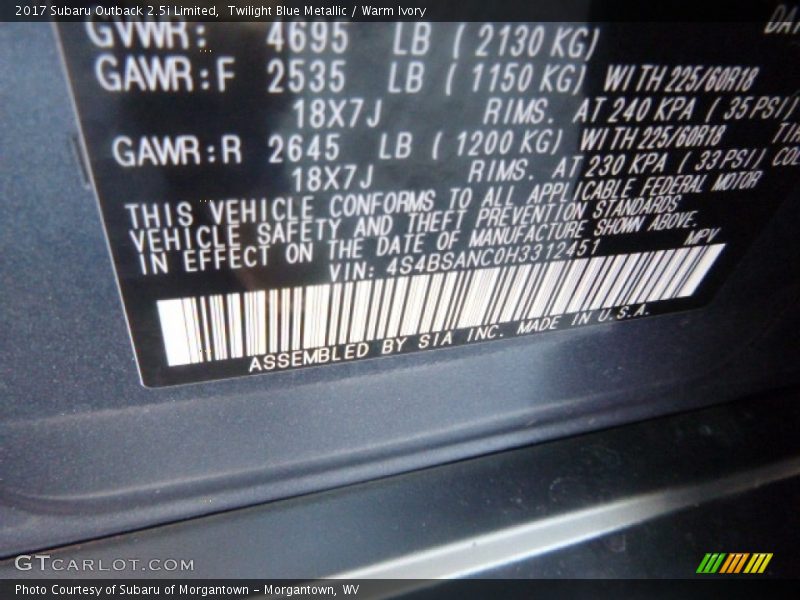 2017 Subaru Outback 2.5i Limited,  Twilight Blue Metallic / Warm Ivory
GVWR: 4695 LB ( 2130 KG)
GAWR:F 2535 LB ( 1150 KG) WITH 225/60R18
18X7J RIMS. AT 240 KPA ( 35 PSI)
GAWR:R 2645 LB ( 1200 KG) WITH 225/60R18
18X7J RIMS. AT 230 KPA ( 33 PSI)
THIS VEHICLE CONFORMS TO ALL APPLICABLE FEDERAL MOTOR
VEHICLE SAFETY AND THEFT PREVENTION STANDARDS
IN EFFECT ON THE DATE OF MANUFACTURE SHOWN ABOVE.
VIN: 4S4BSANC0H3312451 MPV
ASSEMBLED BY SIA INC. MADE IN U.S.A.
GTCARLOT.COM
Photo Courtesy of Subaru of Morgantown - Morgantown, WV